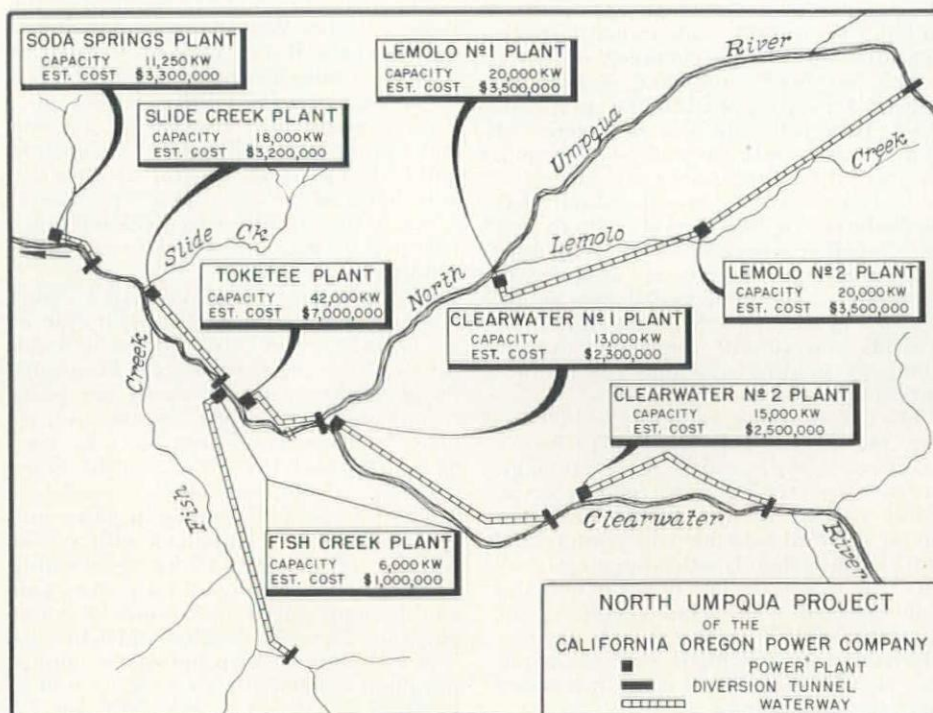 SODA SPRINGS PLANT
CAPACITY 11,250 KW
EST. COST $3,300,000
SLIDE CREEK PLANT
CAPACITY 18,000 KW
EST. COST $3,200,000
LEMOLO Nº1 PLANT
CAPACITY 20,000 KW
EST. COST $3,500,000
North Umpqua River
Lemolo Creek
Slide Ck
TOKETEE PLANT
CAPACITY 42,000 KW
EST. COST $7,000,000
LEMOLO Nº2 PLANT
CAPACITY 20,000 KW
EST. COST $3,500,000
CLEARWATER Nº1 PLANT
CAPACITY 13,000 KW
EST. COST $2,300,000
CLEARWATER Nº2 PLANT
CAPACITY 15,000 KW
EST. COST $2,500,000
Fish Creek
Clearwater River
FISH CREEK PLANT
CAPACITY 6,000 KW
EST. COST $1,000,000
NORTH UMPQUA PROJECT
OF THE
CALIFORNIA OREGON POWER COMPANY
POWER PLANT
DIVERSION TUNNEL
WATERWAY